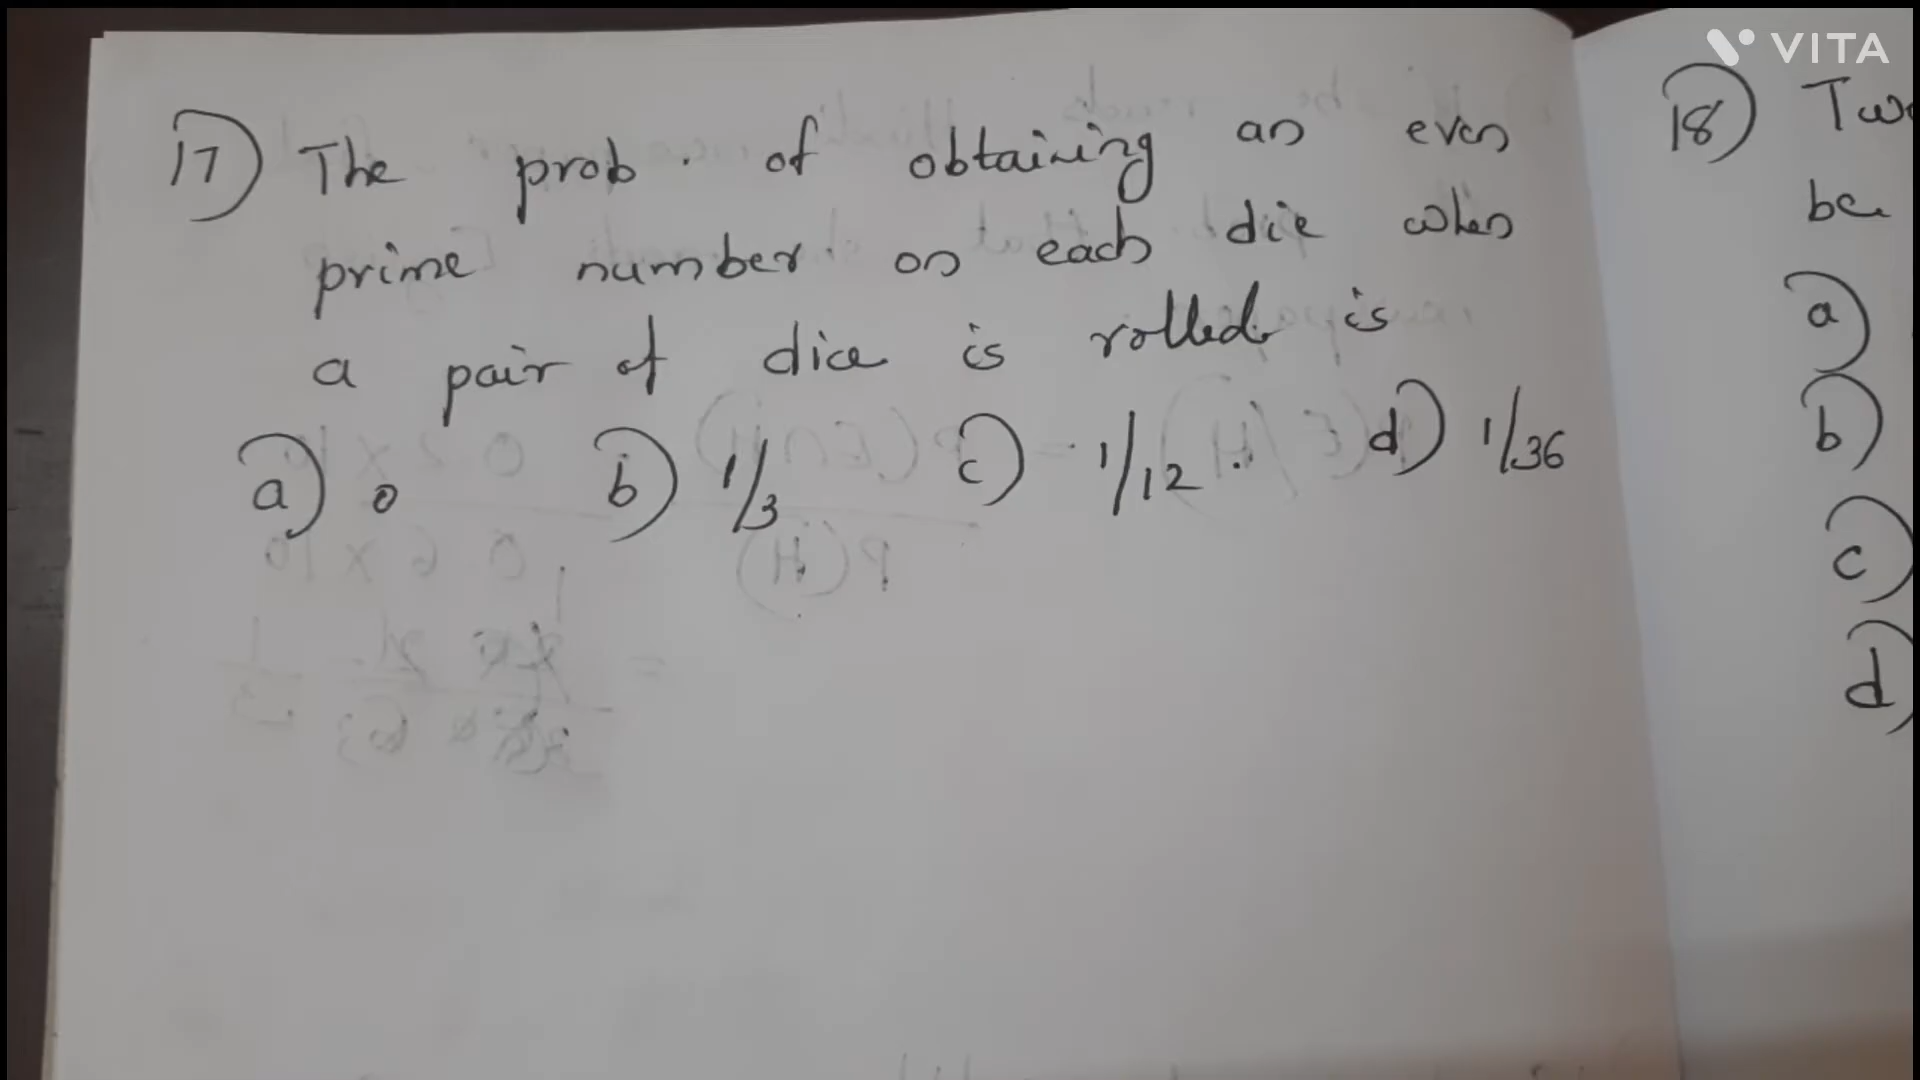 VITA
17) The prob. of obtaining an even
prime number on each die when
a pair of dice is rolled is
a) 0 b) 1/3 c) 1/12. d) 1/36
18)
be
a)
b)
c)
d)